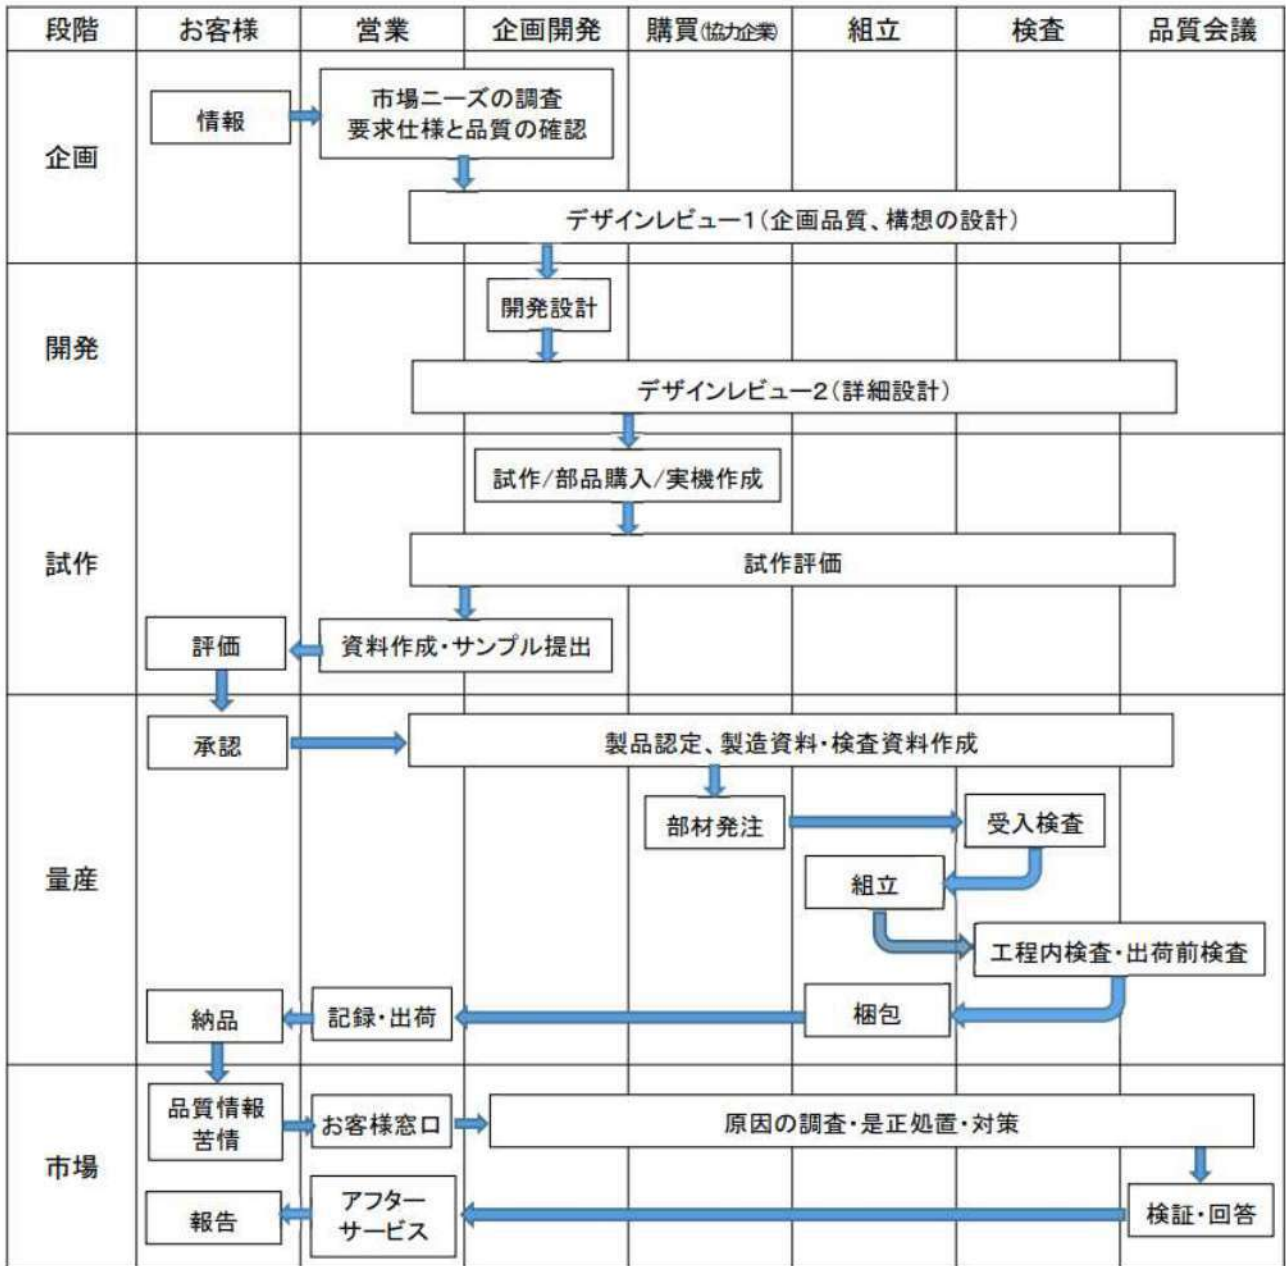 段階 お客様 営業 企画開発 購買(協力企業) 組立 検査 品質会議
企画
情報
市場ニーズの調査
要求仕様と品質の確認
デザインレビュー1(企画品質、構想の設計)
開発
開発設計
デザインレビュー2(詳細設計)
試作
試作/部品購入/実機作成
試作評価
評価
資料作成・サンプル提出
量産
承認
製品認定、製造資料・検査資料作成
部材発注
受入検査
組立
工程内検査・出荷前検査
納品
記録・出荷
梱包
市場
品質情報
苦情
お客様窓口
原因の調査・是正処置・対策
報告
アフター
サービス
検証・回答